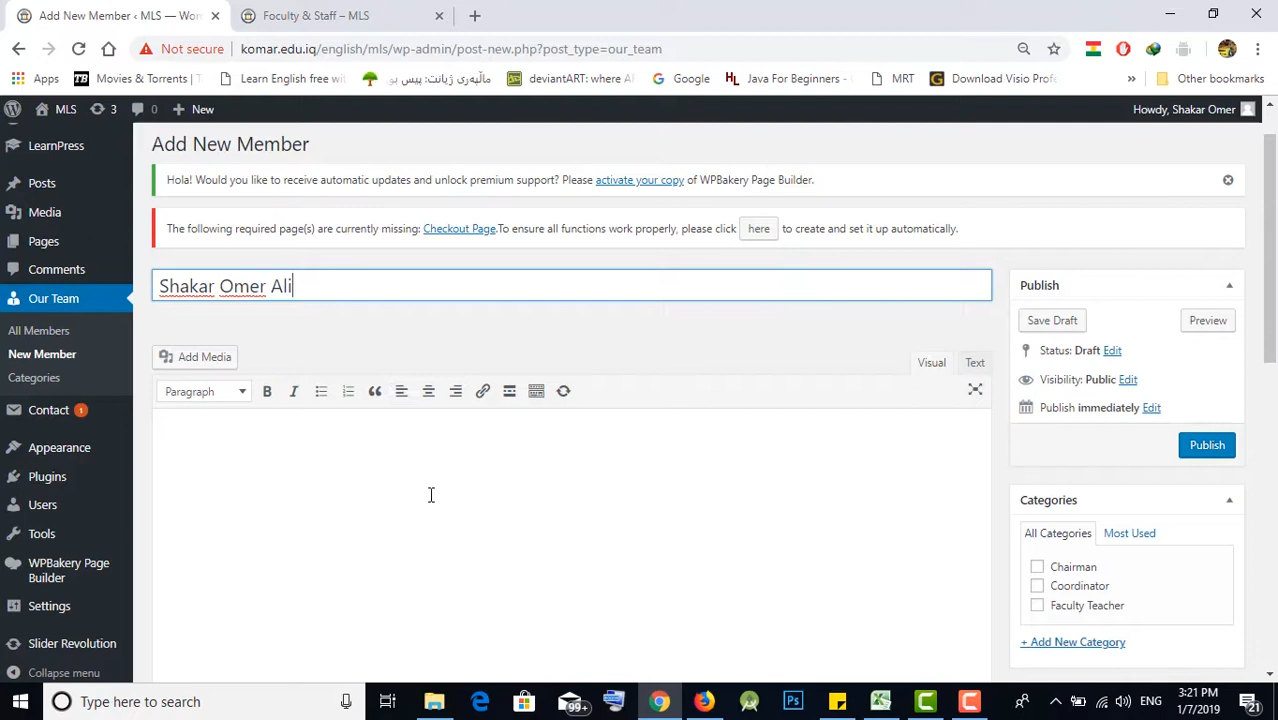 Add New Member ‹ MLS — Wor
Faculty & Staff – MLS
Not secure
komar.edu.iq/english/mls/wp-admin/post-new.php?post_type=our_team
Apps
Movies & Torrents | T
Learn English free wit
ماڵپەری ژیانت: پیس بو
deviantART: where A
Google
Java For Beginners -
MRT
Download Visio Profe
»
Other bookmarks
MLS
3
0
New
Howdy, Shakar Omer
LearnPress
Posts
Media
Pages
Comments
Our Team
All Members
New Member
Categories
Contact 1
Appearance
Plugins
Users
Tools
WPBakery Page
Builder
Settings
Slider Revolution
Collapse menu
Add New Member
Hola! Would you like to receive automatic updates and unlock premium support? Please activate your copy of WPBakery Page Builder.
The following required page(s) are currently missing: Checkout Page.To ensure all functions work properly, please click here to create and set it up automatically.
Shakar Omer Ali
Add Media
Visual
Text
Paragraph
B
I
Publish
Save Draft
Preview
Status: Draft Edit
Visibility: Public Edit
Publish immediately Edit
Publish
Categories
All Categories
Most Used
Chairman
Coordinator
Faculty Teacher
+ Add New Category
Type here to search
99+
ENG
3:21 PM
1/7/2019
21